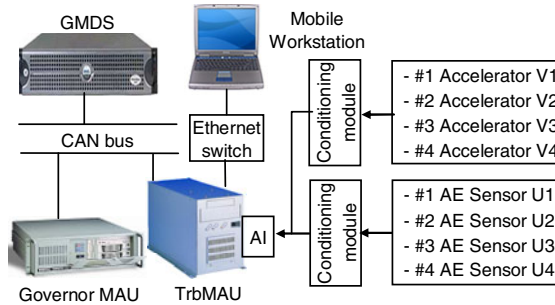 GMDS
Mobile
Workstation
CAN bus
Ethernet
switch
Conditioning
module
- #1 Accelerator V1
- #2 Accelerator V2
- #3 Accelerator V3
- #4 Accelerator V4
AI
Conditioning
module
- #1 AE Sensor U1
- #2 AE Sensor U2
- #3 AE Sensor U3
- #4 AE Sensor U4
Governor MAU
TrbMAU